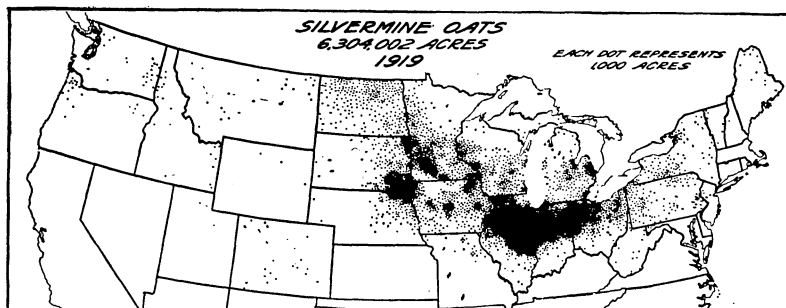 SILVERMINE OATS
6,304,002 ACRES
1919
EACH DOT REPRESENTS
1,000 ACRES